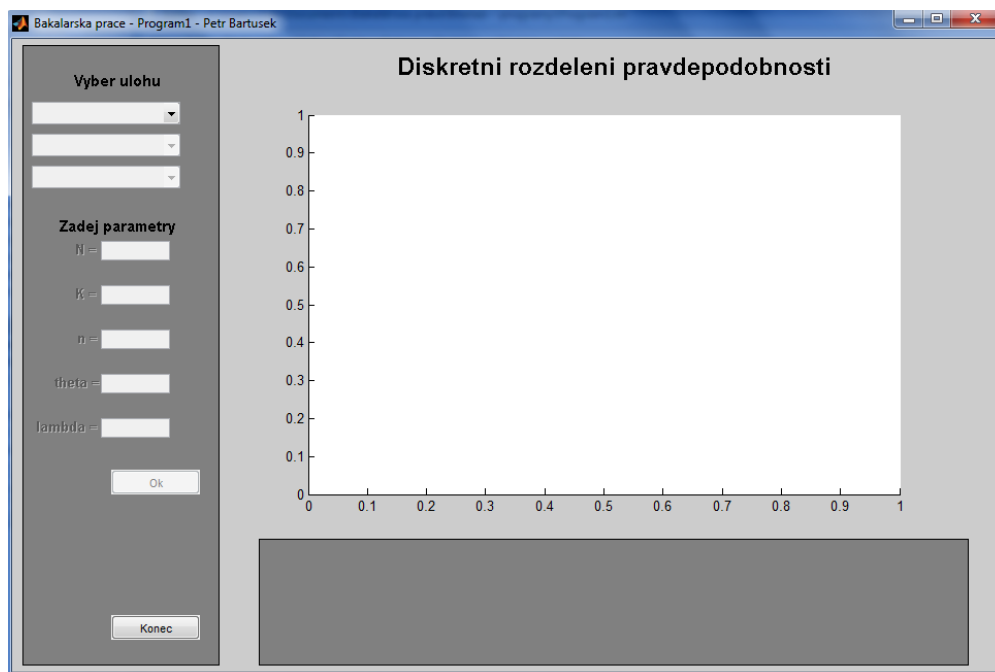 Bakalarska prace - Program1 - Petr Bartusek
Vyber ulohu
Zadej parametry
N =
K =
n =
theta =
lambda =
Ok
Konec
Diskretni rozdeleni pravdepodobnosti
1
0.9
0.8
0.7
0.6
0.5
0.4
0.3
0.2
0.1
0
0 0.1 0.2 0.3 0.4 0.5 0.6 0.7 0.8 0.9 1